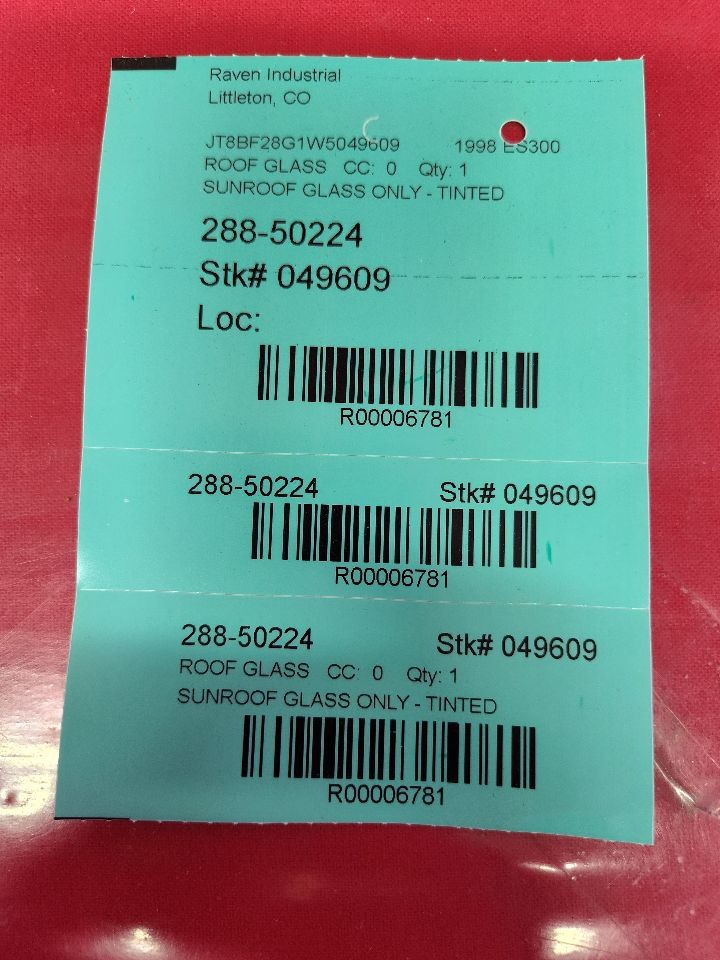 Raven Industrial
Littleton, CO
JT8BF28G1W5049609 1998 ES300
ROOF GLASS CC: 0 Qty: 1
SUNROOF GLASS ONLY - TINTED
288-50224
Stk# 049609
Loc:
R00006781
288-50224 Stk# 049609
R00006781
288-50224 Stk# 049609
ROOF GLASS CC: 0 Qty: 1
SUNROOF GLASS ONLY - TINTED
R00006781